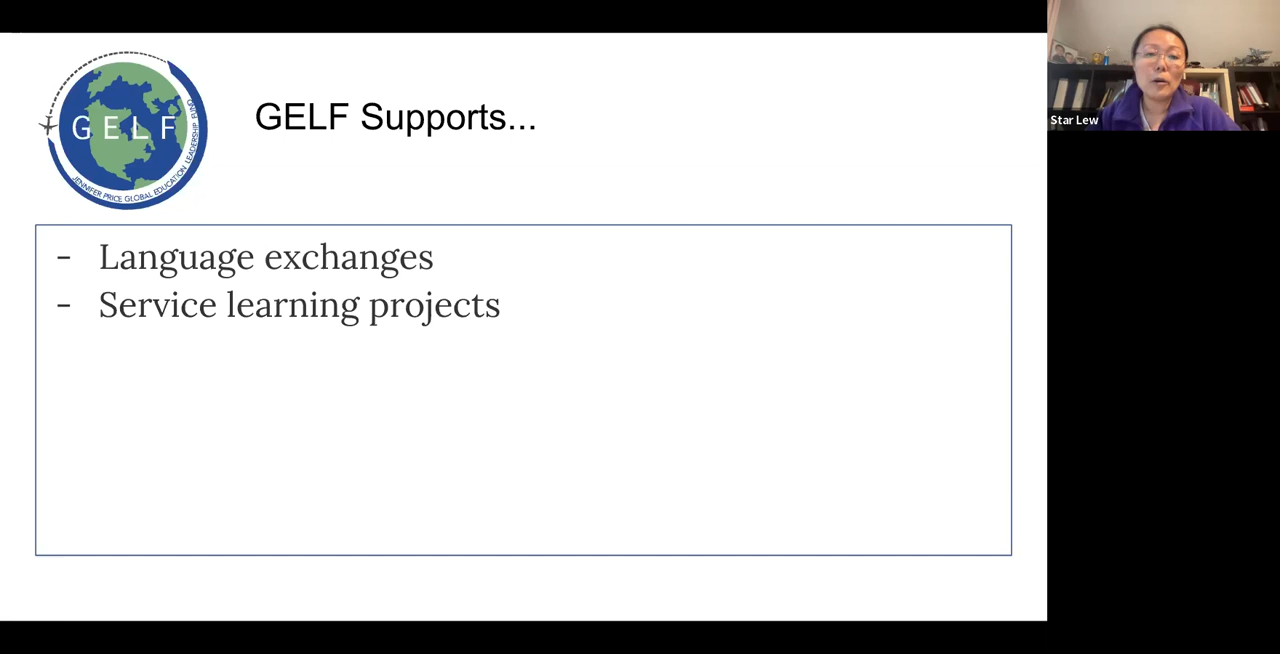 GELF
JENNIFER PRICE GLOBAL EDUCATION LEADERSHIP FUND
GELF Supports...
- Language exchanges
- Service learning projects
Star Lew